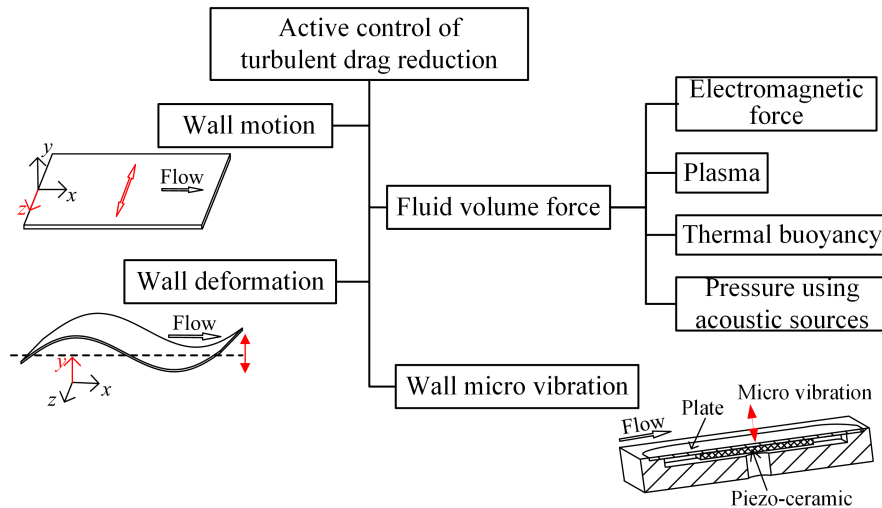 Active control of
turbulent drag reduction
Wall motion
y
Flow
x
z
Electromagnetic
force
Plasma
Fluid volume force
Thermal buoyancy
Wall deformation
Pressure using
acoustic sources
Flow
y
x
z
Wall micro vibration
Micro vibration
Plate
Flow
Piezo-ceramic